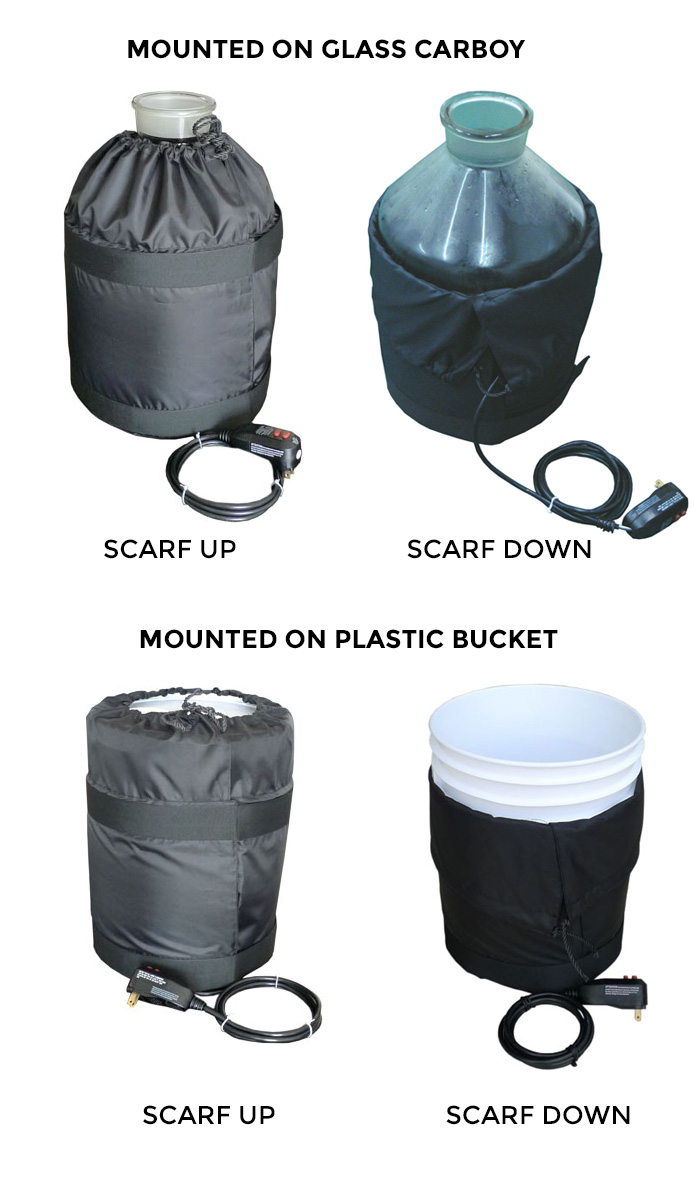 MOUNTED ON GLASS CARBOY
SCARF UP
SCARF DOWN
MOUNTED ON PLASTIC BUCKET
SCARF UP
SCARF DOWN